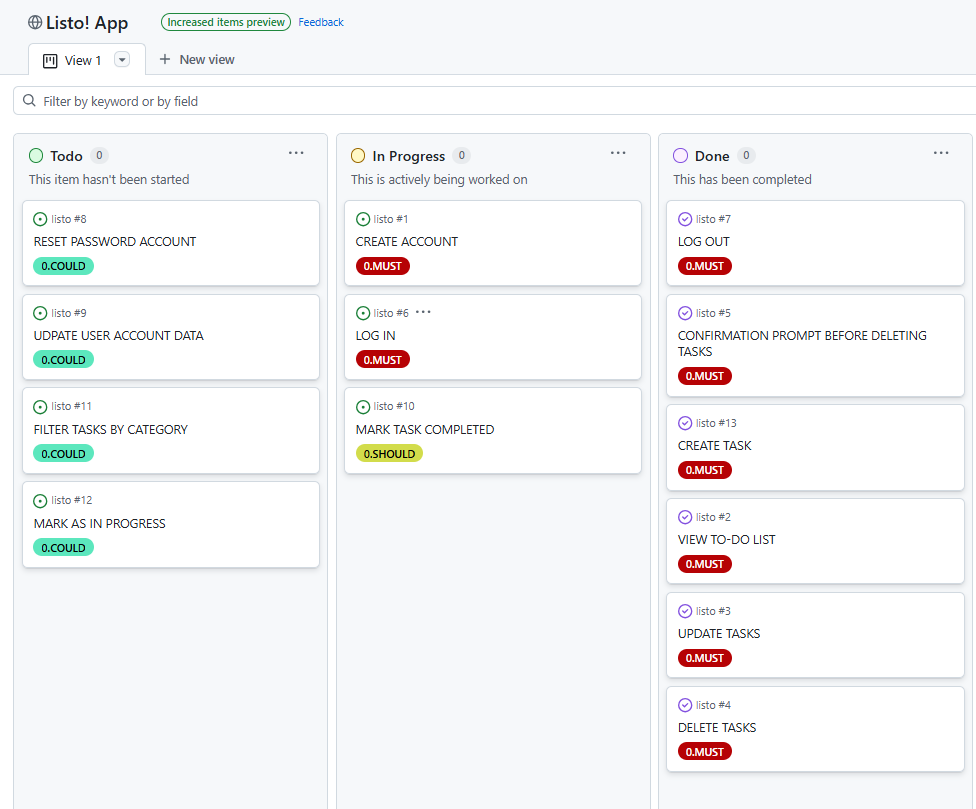 Listo! App
Increased items preview
Feedback
View 1
New view
Filter by keyword or by field
Todo 0
This item hasn't been started
listo #8
RESET PASSWORD ACCOUNT
0.COULD
listo #9
UDPATE USER ACCOUNT DATA
0.COULD
listo #11
FILTER TASKS BY CATEGORY
0.COULD
listo #12
MARK AS IN PROGRESS
0.COULD
In Progress 0
This is actively being worked on
listo #1
CREATE ACCOUNT
0.MUST
listo #6
LOG IN
0.MUST
listo #10
MARK TASK COMPLETED
0.SHOULD
Done 0
This has been completed
listo #7
LOG OUT
0.MUST
listo #5
CONFIRMATION PROMPT BEFORE DELETING
TASKS
0.MUST
listo #13
CREATE TASK
0.MUST
listo #2
VIEW TO-DO LIST
0.MUST
listo #3
UPDATE TASKS
0.MUST
listo #4
DELETE TASKS
0.MUST